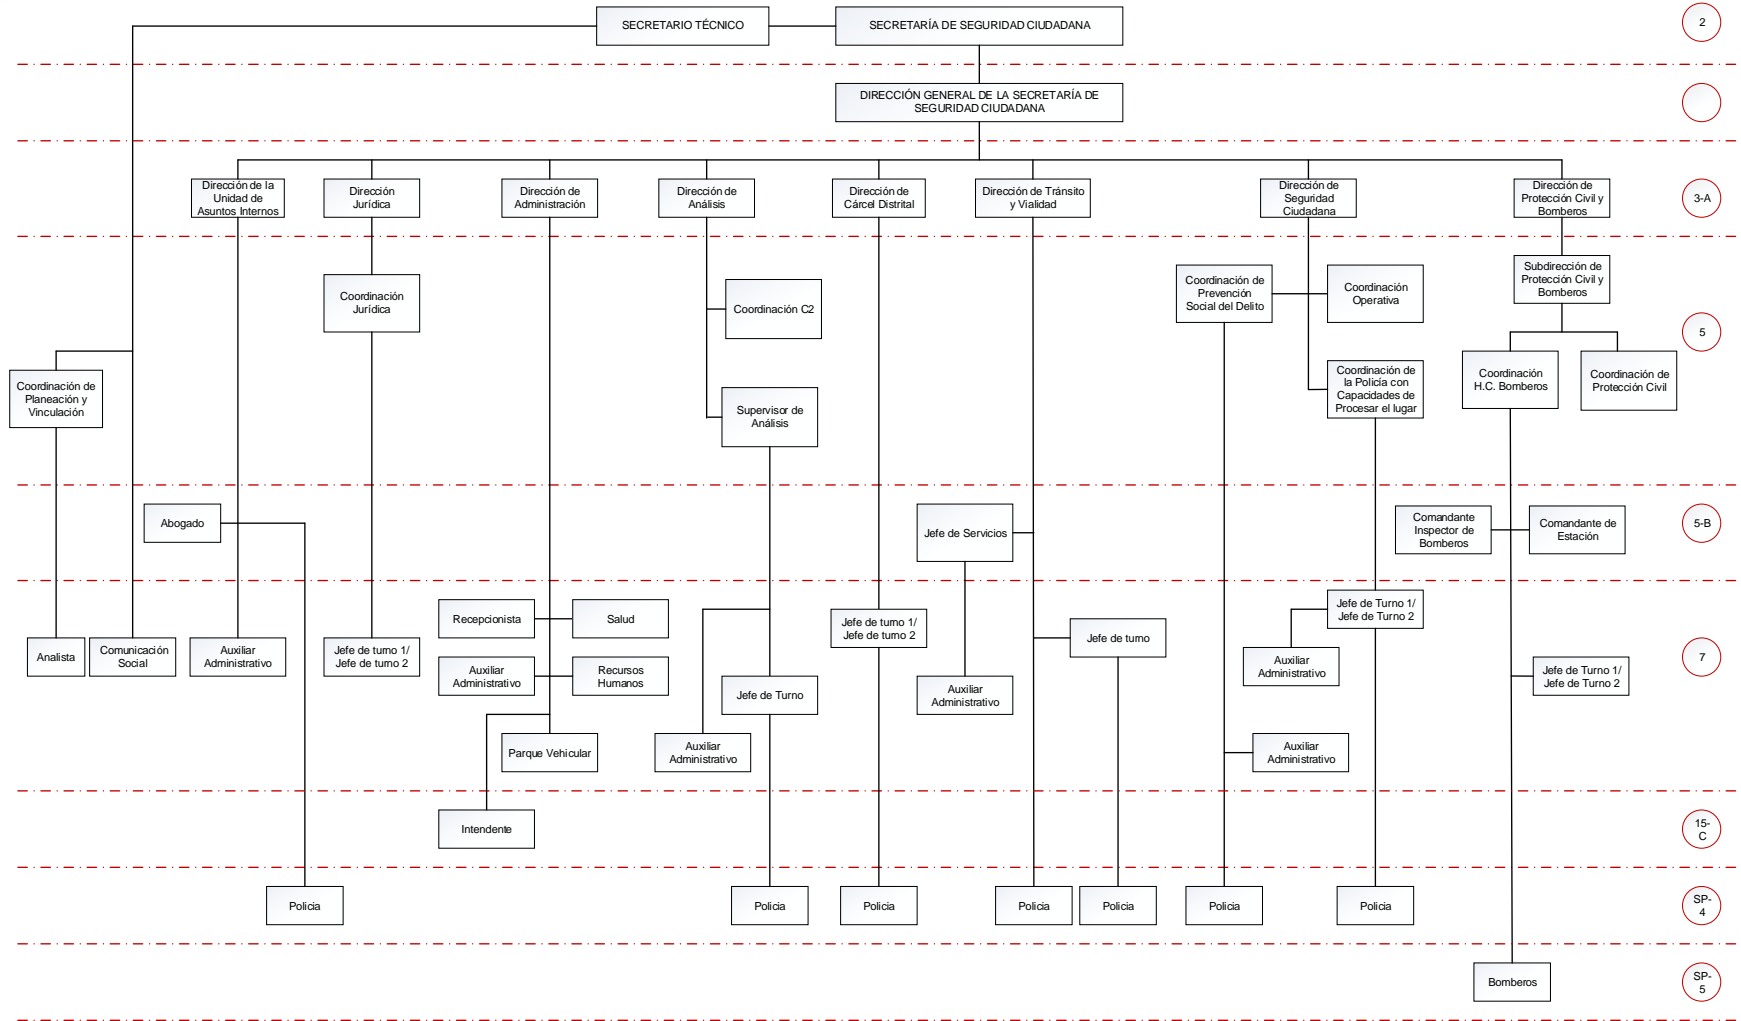 SECRETARIO TÉCNICO
SECRETARÍA DE SEGURIDAD CIUDADANA
2
DIRECCIÓN GENERAL DE LA SECRETARÍA DE
SEGURIDAD CIUDADANA
Dirección de la
Unidad de
Asuntos Internos
Dirección
Jurídica
Dirección de
Administración
Dirección de
Análisis
Dirección de
Cárcel Distrital
Dirección de Tránsito
y Vialidad
Dirección de
Seguridad
Ciudadana
Dirección de
Protección Civil y
Bomberos
3-A
Coordinación
Jurídica
Coordinación C2
Coordinación de
Prevención
Social del Delito
Coordinación
Operativa
Subdirección de
Protección Civil y
Bomberos
5
Coordinación de
Planeación y
Vinculación
Supervisor de
Análisis
Coordinación de
la Policía con
Capacidades de
Procesar el lugar
Coordinación
H.C. Bomberos
Coordinación de
Protección Civil
Abogado
Jefe de Servicios
Comandante
Inspector de
Bomberos
Comandante de
Estación
5-B
Analista
Comunicación
Social
Auxiliar
Administrativo
Jefe de turno 1/
Jefe de turno 2
Recepcionista
Salud
Auxiliar
Administrativo
Recursos
Humanos
Parque Vehicular
Auxiliar
Administrativo
Jefe de Turno
Jefe de turno 1/
Jefe de turno 2
Auxiliar
Administrativo
Jefe de turno
Jefe de Turno 1/
Jefe de Turno 2
Auxiliar
Administrativo
Auxiliar
Administrativo
Jefe de Turno 1/
Jefe de Turno 2
7
Intendente
15-
C
Policia
Policia
Policia
Policia
Policia
Policia
Policia
SP-
4
Bomberos
SP-
5